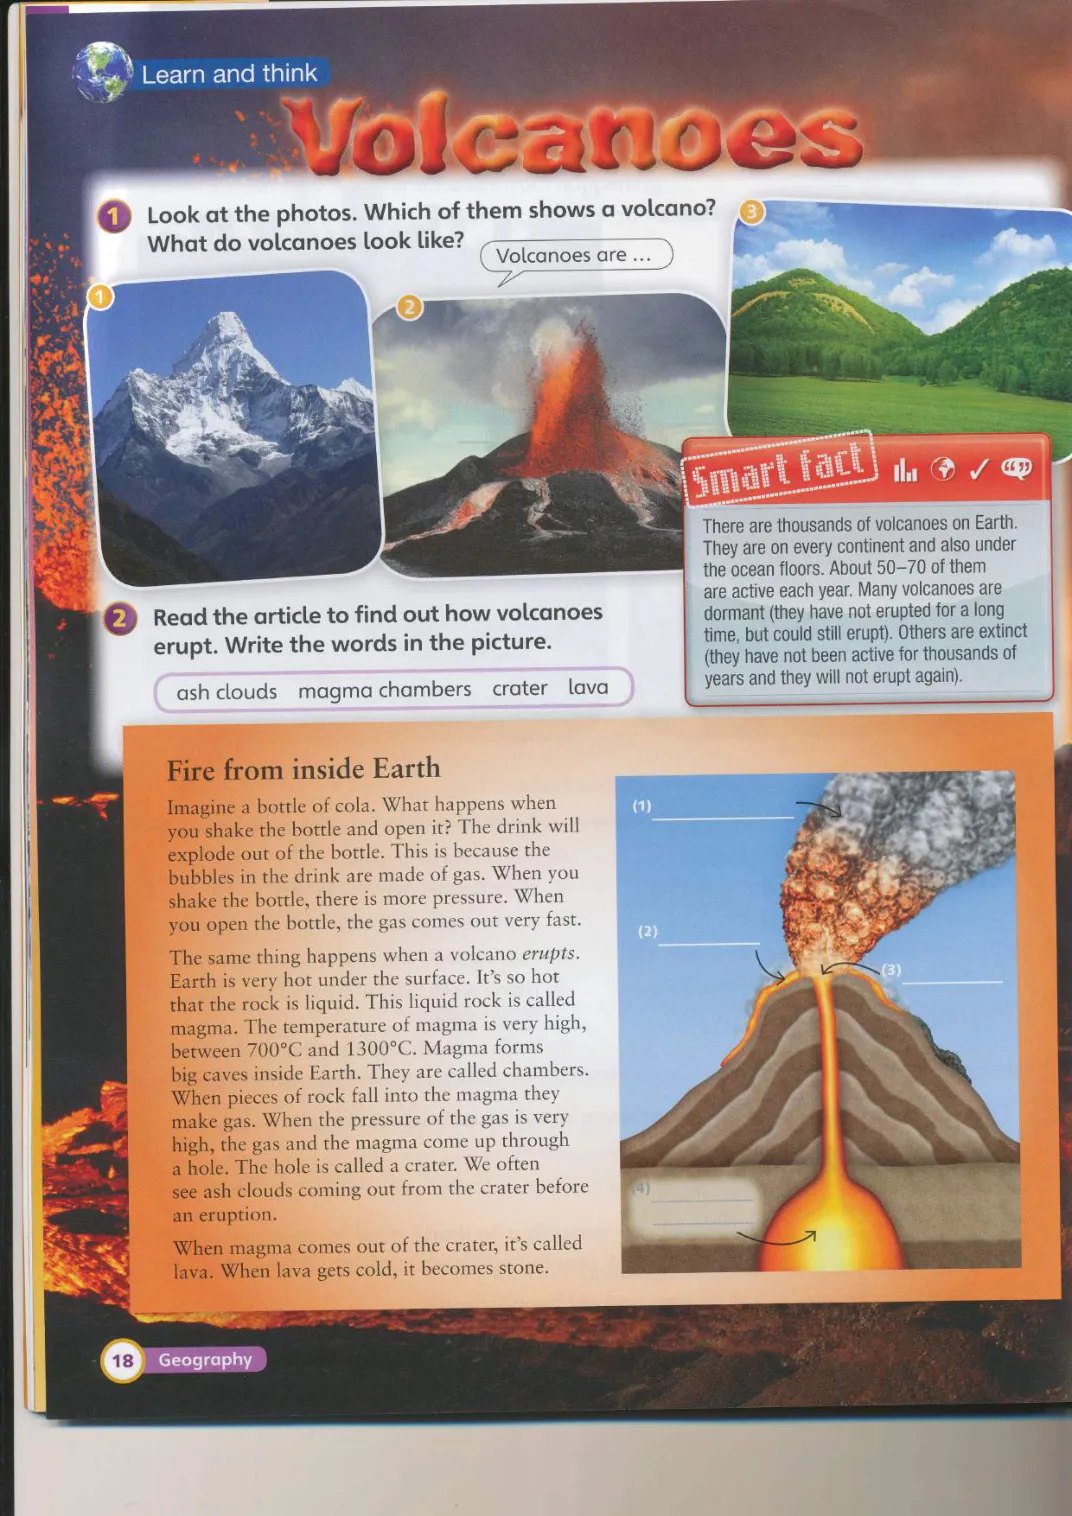 Learn and think
Volcanoes
1 Look at the photos. Which of them shows a volcano?
What do volcanoes look like?
Volcanoes are ...
1
2
3
Smart fact
There are thousands of volcanoes on Earth.
They are on every continent and also under
the ocean floors. About 50–70 of them
are active each year. Many volcanoes are
dormant (they have not erupted for a long
time, but could still erupt). Others are extinct
(they have not been active for thousands of
years and they will not erupt again).
2 Read the article to find out how volcanoes
erupt. Write the words in the picture.
ash clouds magma chambers crater lava
Fire from inside Earth
Imagine a bottle of cola. What happens when
you shake the bottle and open it? The drink will
explode out of the bottle. This is because the
bubbles in the drink are made of gas. When you
shake the bottle, there is more pressure. When
you open the bottle, the gas comes out very fast.
The same thing happens when a volcano erupts.
Earth is very hot under the surface. It's so hot
that the rock is liquid. This liquid rock is called
magma. The temperature of magma is very high,
between 700°C and 1300°C. Magma forms
big caves inside Earth. They are called chambers.
When pieces of rock fall into the magma they
make gas. When the pressure of the gas is very
high, the gas and the magma come up through
a hole. The hole is called a crater. We often
see ash clouds coming out from the crater before
an eruption.
When magma comes out of the crater, it's called
lava. When lava gets cold, it becomes stone.
(1)
(2)
(3)
(4)
18 Geography